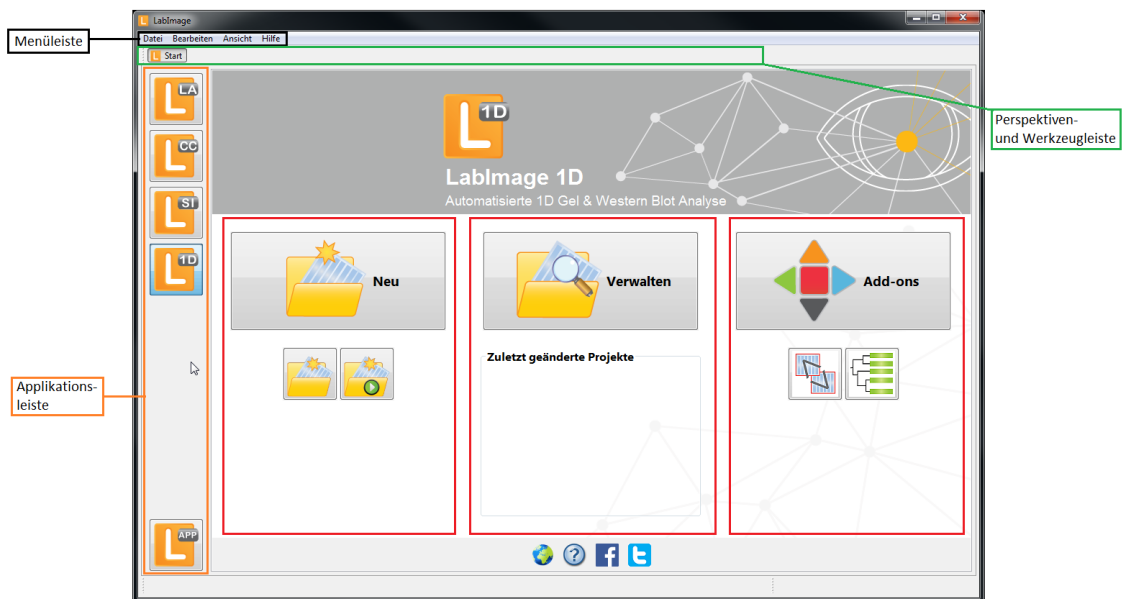 LabImage
Menüleiste
Datei Bearbeiten Ansicht Hilfe
Start
LA
CC
SI
1D
APP
1D
LabImage 1D
Automatisierte 1D Gel & Western Blot Analyse
Perspektiven-
und Werkzeugleiste
Neu
Verwalten
Add-ons
Zuletzt geänderte Projekte
Applikations-
leiste